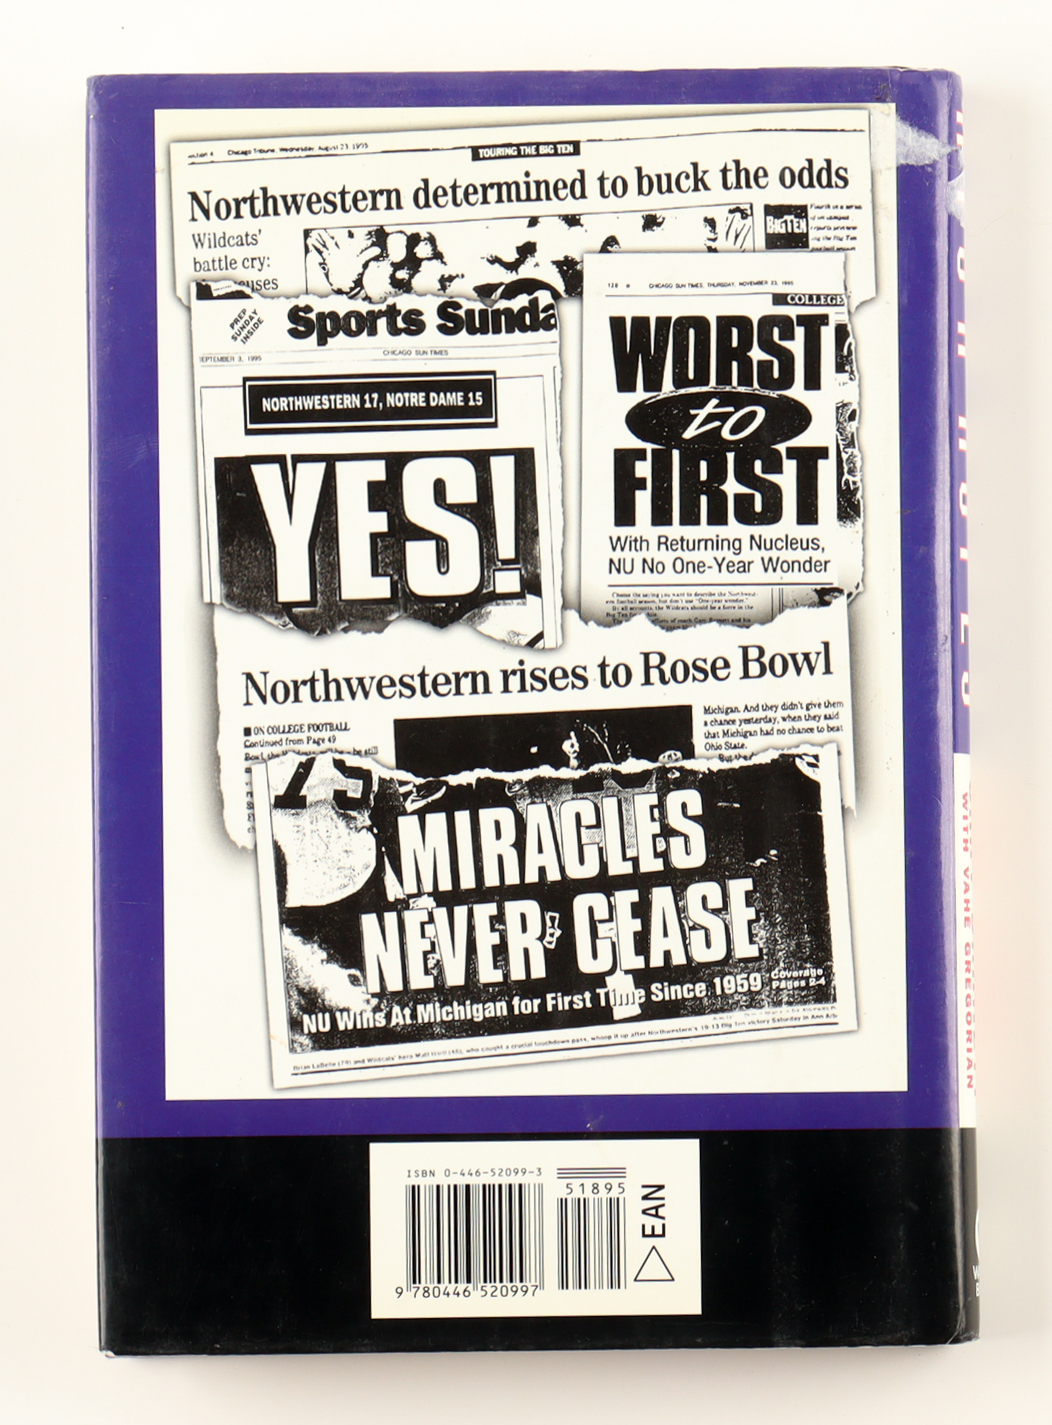 Chicago Tribune, Wednesday, August 23, 1995
TOURING THE BIG TEN
Northwestern determined to buck the odds
Wildcats'
battle cry:
BIG TEN
PREP
SUNDAY
INSIDE
Sports Sunda
SEPTEMBER 3, 1995
CHICAGO SUN-TIMES
NORTHWESTERN 17, NOTRE DAME 15
YES!
128 CHICAGO SUN-TIMES, THURSDAY, NOVEMBER 23, 1995
COLLEGE
WORST
to
FIRST
With Returning Nucleus,
NU No One-Year Wonder
Northwestern rises to Rose Bowl
ON COLLEGE FOOTBALL
Continued from Page 49
Michigan. And they didn't give them
a chance yesterday, when they said
that Michigan had no chance to beat
Ohio State.
But the
MIRACLES
NEVER CEASE
NU Wins At Michigan for First Time Since 1959
Coverage
Pages 2-4
WITH VAHE GREGORIAN
ISBN 0-446-52099-3
51895
EAN
9 780446 520997